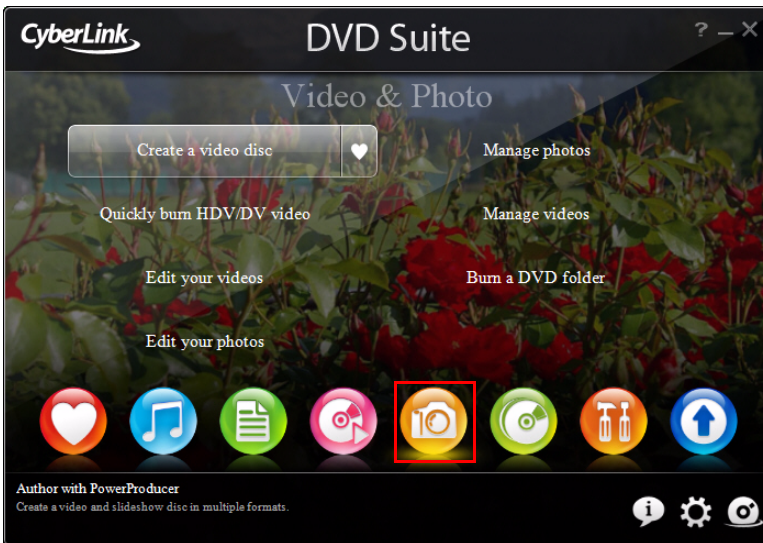 CyberLink
DVD Suite
? – ×
Video & Photo
Create a video disc
Manage photos
Quickly burn HDV/DV video
Manage videos
Edit your videos
Burn a DVD folder
Edit your photos
Author with PowerProducer
Create a video and slideshow disc in multiple formats.